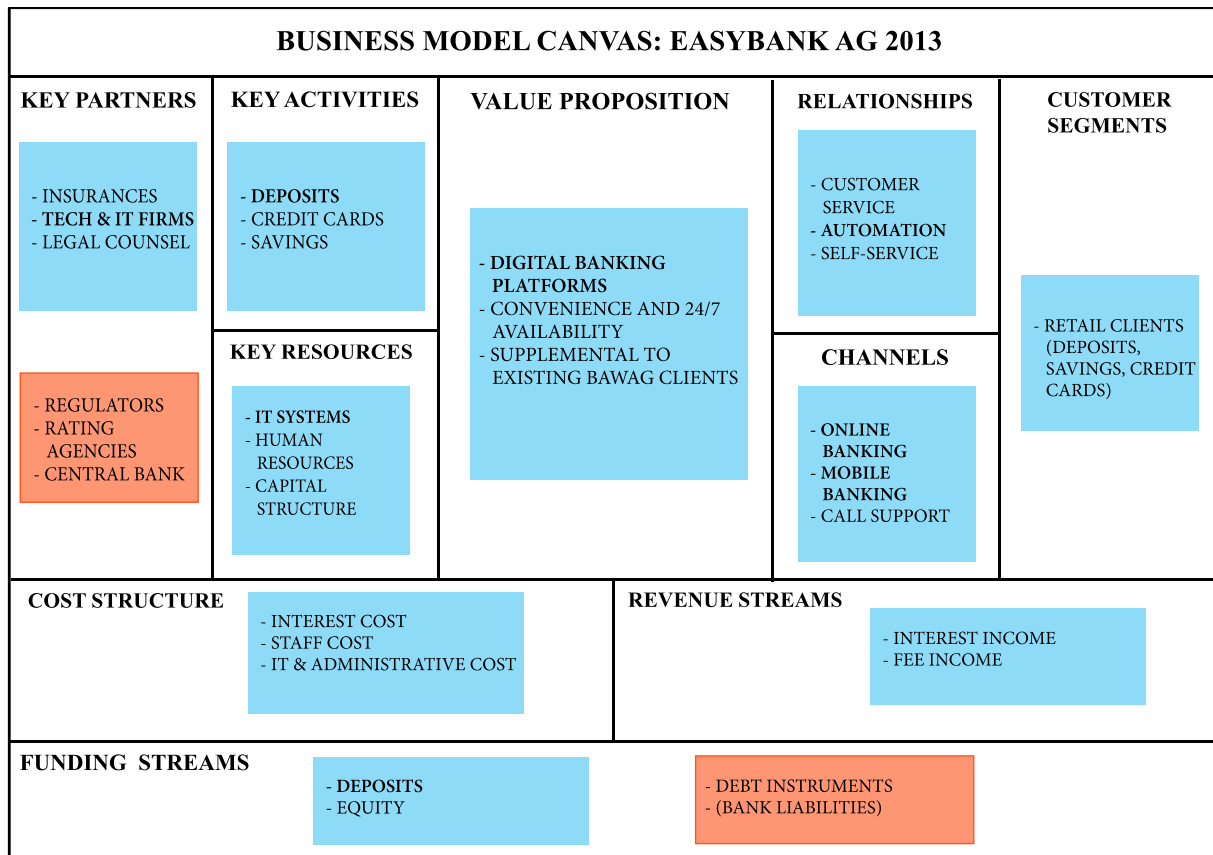 BUSINESS MODEL CANVAS: EASYBANK AG 2013
KEY PARTNERS
- INSURANCES
- TECH & IT FIRMS
- LEGAL COUNSEL
- REGULATORS
- RATING
AGENCIES
- CENTRAL BANK
KEY ACTIVITIES
- DEPOSITS
- CREDIT CARDS
- SAVINGS
KEY RESOURCES
- IT SYSTEMS
- HUMAN
RESOURCES
- CAPITAL
STRUCTURE
VALUE PROPOSITION
- DIGITAL BANKING
PLATFORMS
- CONVENIENCE AND 24/7
AVAILABILITY
- SUPPLEMENTAL TO
EXISTING BAWAG CLIENTS
RELATIONSHIPS
- CUSTOMER
SERVICE
- AUTOMATION
- SELF-SERVICE
CHANNELS
- ONLINE
BANKING
- MOBILE
BANKING
- CALL SUPPORT
CUSTOMER
SEGMENTS
- RETAIL CLIENTS
(DEPOSITS,
SAVINGS, CREDIT
CARDS)
COST STRUCTURE
- INTEREST COST
- STAFF COST
- IT & ADMINISTRATIVE COST
REVENUE STREAMS
- INTEREST INCOME
- FEE INCOME
FUNDING STREAMS
- DEPOSITS
- EQUITY
- DEBT INSTRUMENTS
- (BANK LIABILITIES)